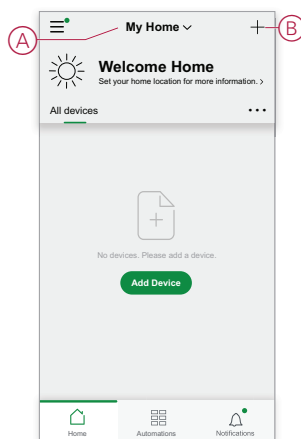 A
My Home
B
Welcome Home
Set your home location for more information. >
All devices
No devices. Please add a device.
Add Device
Home
Automations
Notifications